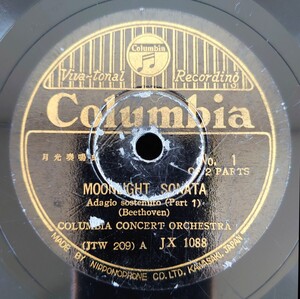 Columbia
Viva-tonal Recording
Columbia
月光奏鳴曲
No. 1
OF 2 PARTS
MOONLIGHT SONATA
Adagio sostenuto (Part 1)
(Beethoven)
COLUMBIA CONCERT ORCHESTRA
(JTW 209) A JX 1088
MADE BY NIPPONOPHONE CO., LTD., KAWASAKI, JAPAN